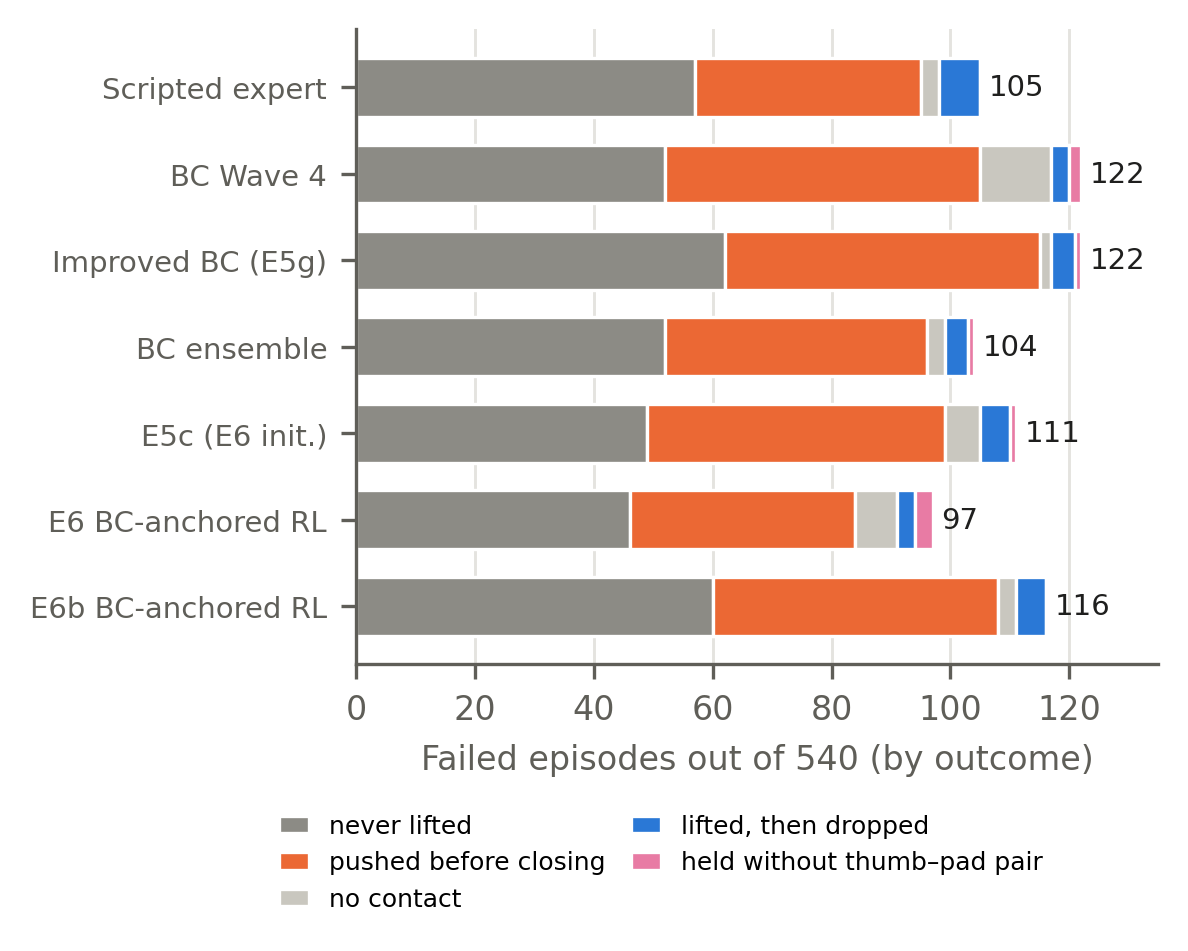 Scripted expert
105
BC Wave 4
122
Improved BC (E5g)
122
BC ensemble
104
E5c (E6 init.)
111
E6 BC-anchored RL
97
E6b BC-anchored RL
116
0 20 40 60 80 100 120
Failed episodes out of 540 (by outcome)
never lifted
pushed before closing
no contact
lifted, then dropped
held without thumb–pad pair